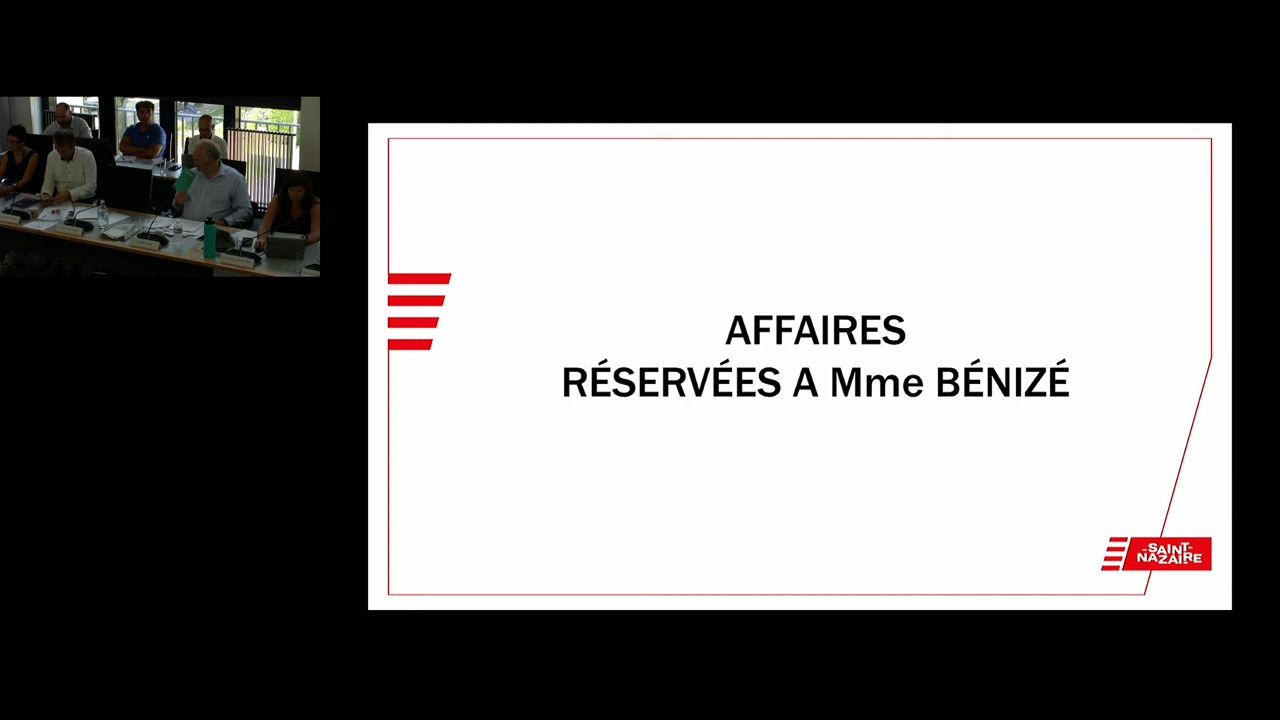 AFFAIRES
RÉSERVÉES A Mme BÉNIZÉ
SAINT-
NAZAIRE